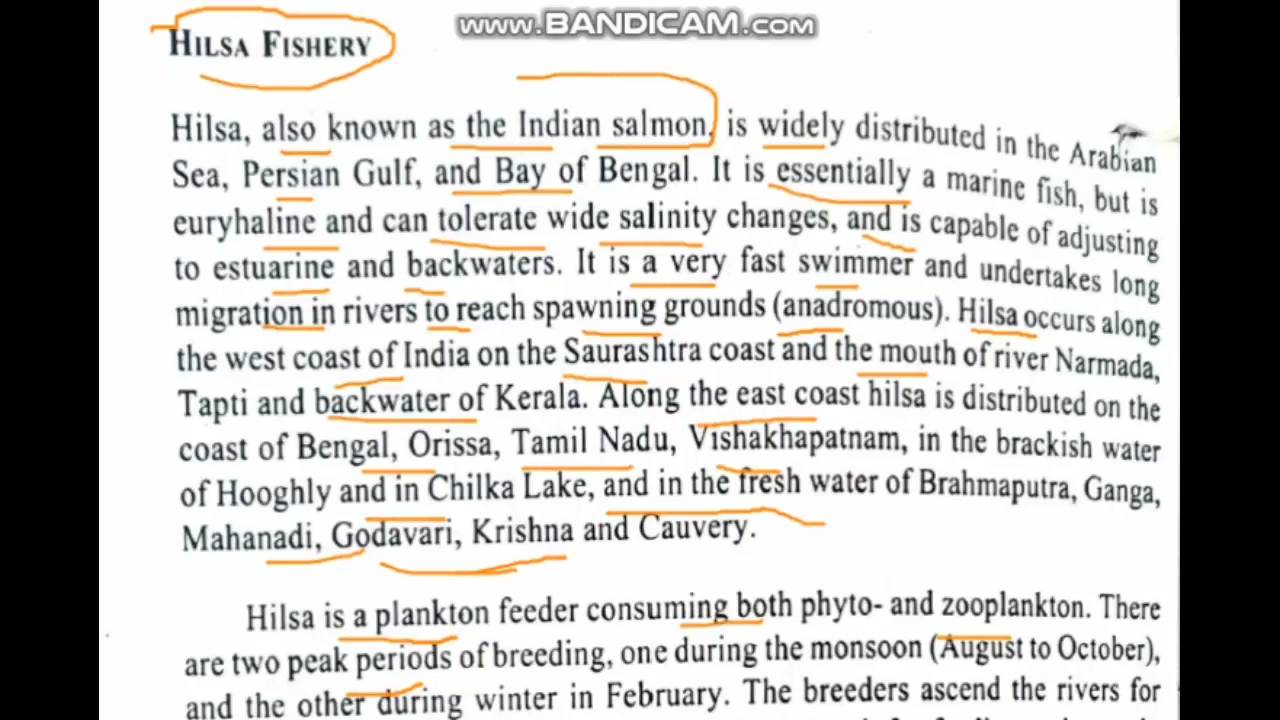 www.BANDICAM.com
HILSA FISHERY
Hilsa, also known as the Indian salmon, is widely distributed in the Arabian
Sea, Persian Gulf, and Bay of Bengal. It is essentially a marine fish, but is
euryhaline and can tolerate wide salinity changes, and is capable of adjusting
to estuarine and backwaters. It is a very fast swimmer and undertakes long
migration in rivers to reach spawning grounds (anadromous). Hilsa occurs along
the west coast of India on the Saurashtra coast and the mouth of river Narmada,
Tapti and backwater of Kerala. Along the east coast hilsa is distributed on the
coast of Bengal, Orissa, Tamil Nadu, Vishakhapatnam, in the brackish water
of Hooghly and in Chilka Lake, and in the fresh water of Brahmaputra, Ganga,
Mahanadi, Godavari, Krishna and Cauvery.
Hilsa is a plankton feeder consuming both phyto- and zooplankton. There
are two peak periods of breeding, one during the monsoon (August to October),
and the other during winter in February. The breeders ascend the rivers for